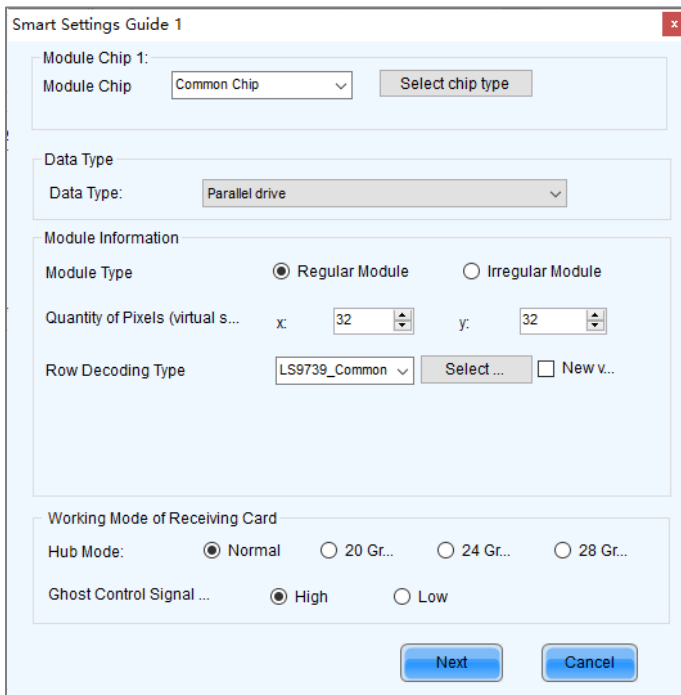 Smart Settings Guide 1
x
Module Chip 1:
Module Chip Common Chip Select chip type
Data Type
Data Type: Parallel drive
Module Information
Module Type Regular Module Irregular Module
Quantity of Pixels (virtual s... x: 32 y: 32
Row Decoding Type LS9739_Common Select ... New v...
Working Mode of Receiving Card
Hub Mode: Normal 20 Gr... 24 Gr... 28 Gr...
Ghost Control Signal ... High Low
Next Cancel